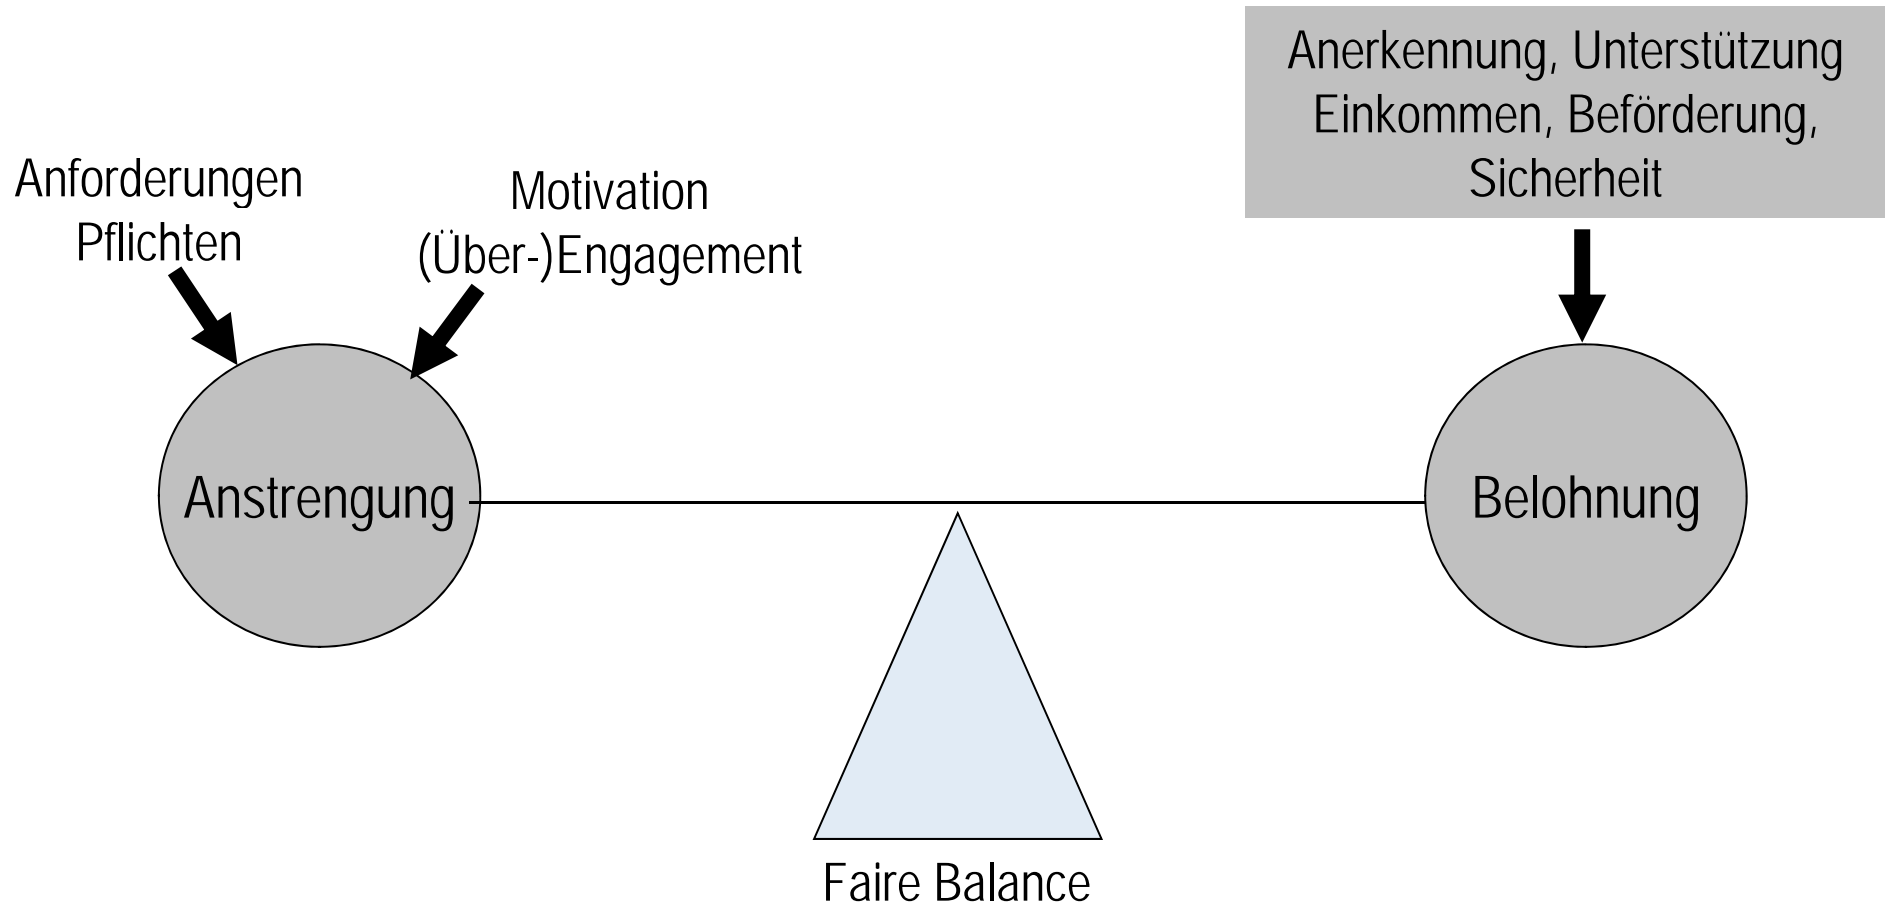 Anerkennung, Unterstützung
Einkommen, Beförderung,
Sicherheit
Anforderungen
Pflichten
Motivation
(Über-)Engagement
Anstrengung
Belohnung
Faire Balance